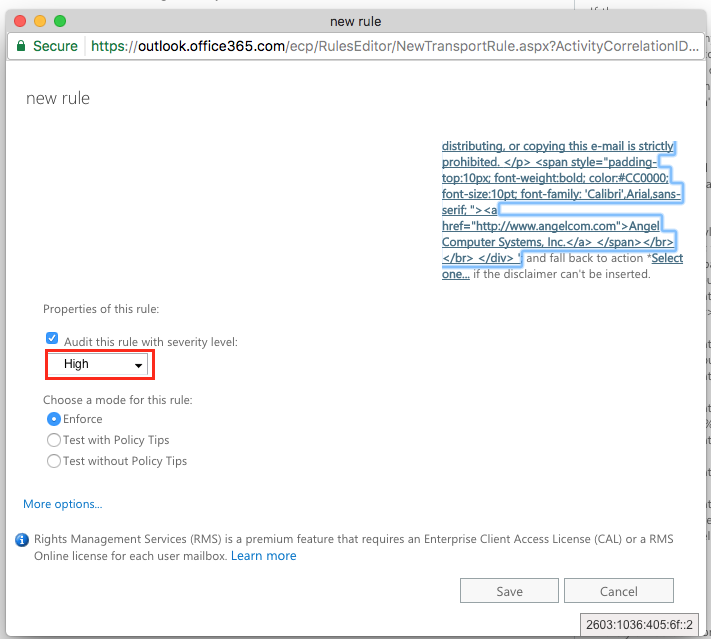 new rule
Secure https://outlook.office365.com/ecp/RulesEditor/NewTransportRule.aspx?ActivityCorrelationID...
new rule
distributing, or copying this e-mail is strictly
prohibited. </p> <span style="padding-
top:10px; font-weight:bold; color:#CC0000;
font-size:10pt; font-family: 'Calibri',Arial,sans-
serif; "><a
href="http://www.angelcom.com">Angel
Computer Systems, Inc.</a> </span></br>
</br> </div> ' and fall back to action *Select
one... if the disclaimer can't be inserted.
Properties of this rule:
Audit this rule with severity level:
High
Choose a mode for this rule:
Enforce
Test with Policy Tips
Test without Policy Tips
More options...
Rights Management Services (RMS) is a premium feature that requires an Enterprise Client Access License (CAL) or a RMS
Online license for each user mailbox. Learn more
Save Cancel
2603:1036:405:6f::2